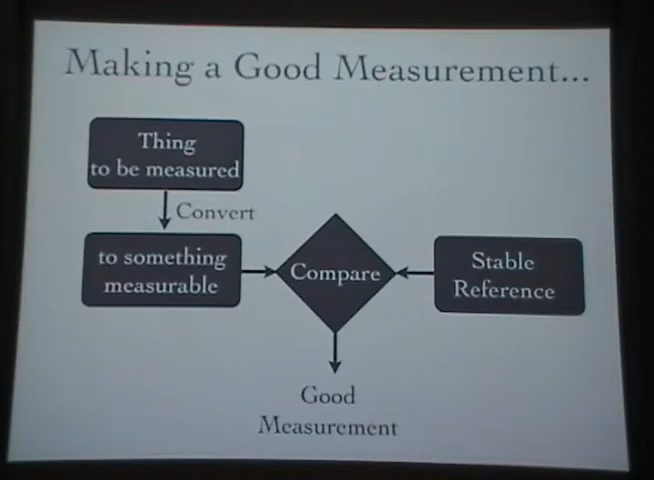 Making a Good Measurement...
Thing
to be measured
Convert
to something
measurable
Compare
Stable
Reference
Good
Measurement